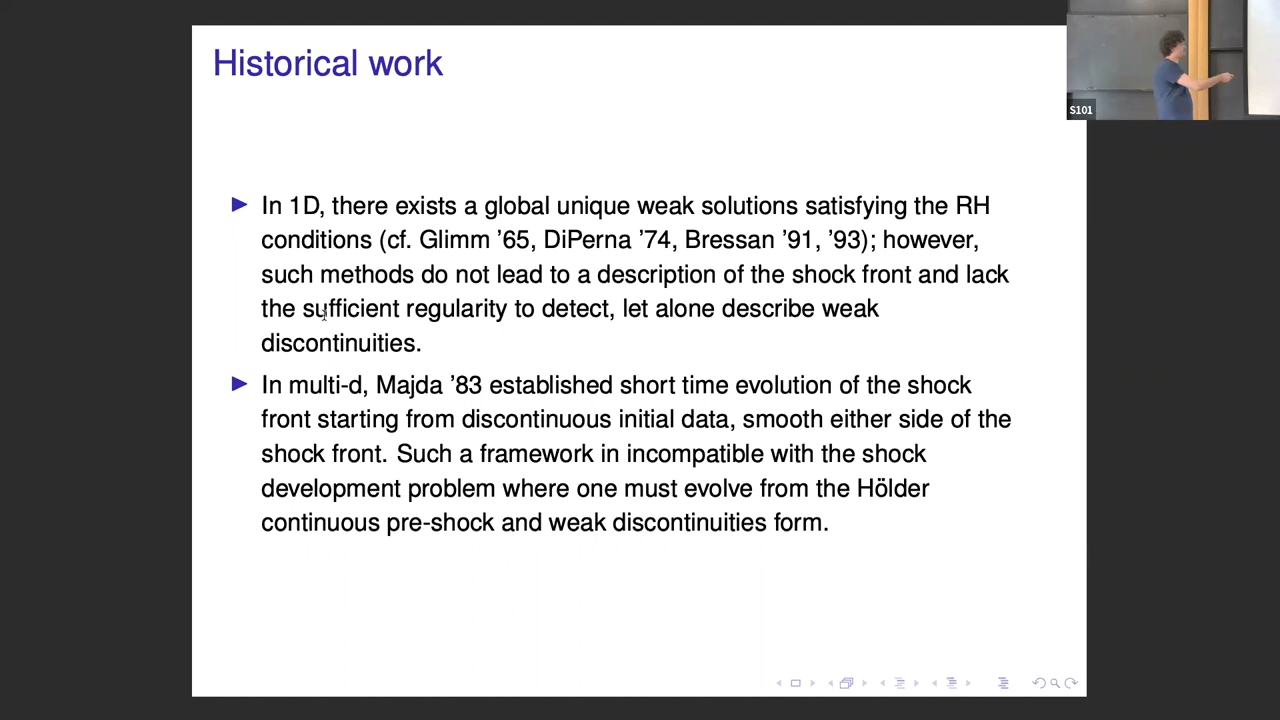 Historical work
S101
In 1D, there exists a global unique weak solutions satisfying the RH
conditions (cf. Glimm ’65, DiPerna ’74, Bressan ’91, ’93); however,
such methods do not lead to a description of the shock front and lack
the sufficient regularity to detect, let alone describe weak
discontinuities.
In multi-d, Majda ’83 established short time evolution of the shock
front starting from discontinuous initial data, smooth either side of the
shock front. Such a framework in incompatible with the shock
development problem where one must evolve from the Hölder
continuous pre-shock and weak discontinuities form.